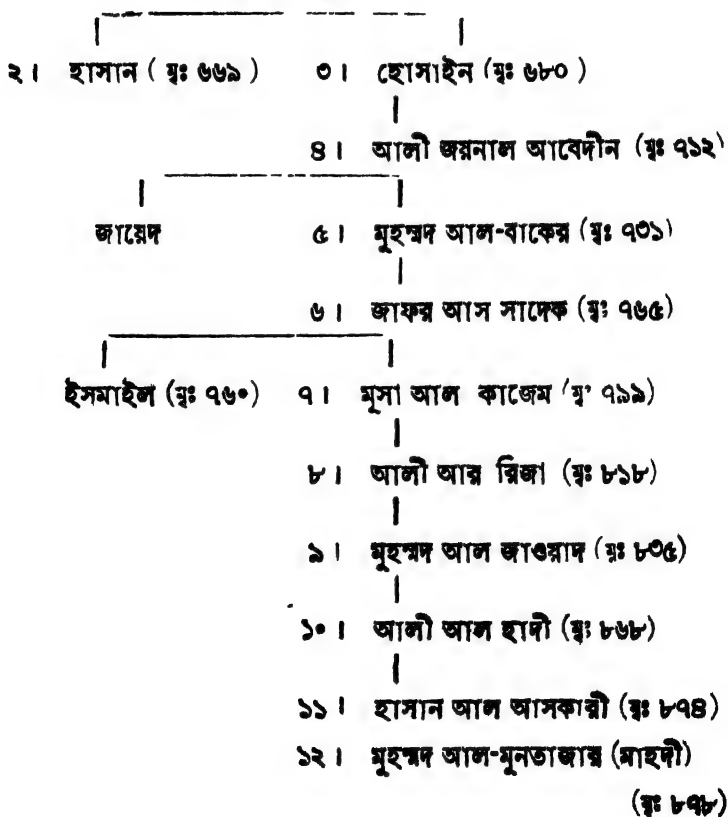 ২। হাসান ( মৃঃ ৬৬৯ ) ৩। হোসাইন (মৃঃ ৬৮০)
৪। আলী জয়নাল আবেদীন (মৃঃ ৭১২)
জায়েদ ৫। মুহম্মদ আল-বাকের (মৃঃ ৭৩১)
৬। জাফর আস সাদেক (মৃঃ ৭৬৫)
ইসমাইল (মৃঃ ৭৬০) ৭। মূসা আল কাজেম (মৃ' ৭৯৯)
৮। আলী আর রিজা (মৃঃ ৮১৮)
৯। মুহম্মদ আল জাওয়াদ (মৃঃ ৮৩৫)
১০। আলী আল হাদী (মৃঃ ৮৬৮)
১১। হাসান আল আসকারী (মৃঃ ৮৭৪)
১২। মুহম্মদ আল-মুনতাজার (মাহদী)
(মৃঃ ৮৭৮)